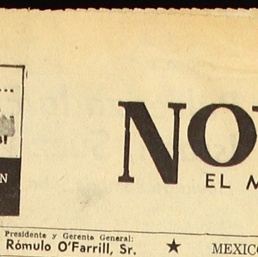 NO
EL
N
Presidente y Gerente General:
Rómulo O'Farrill, Sr. ★ MEXICO